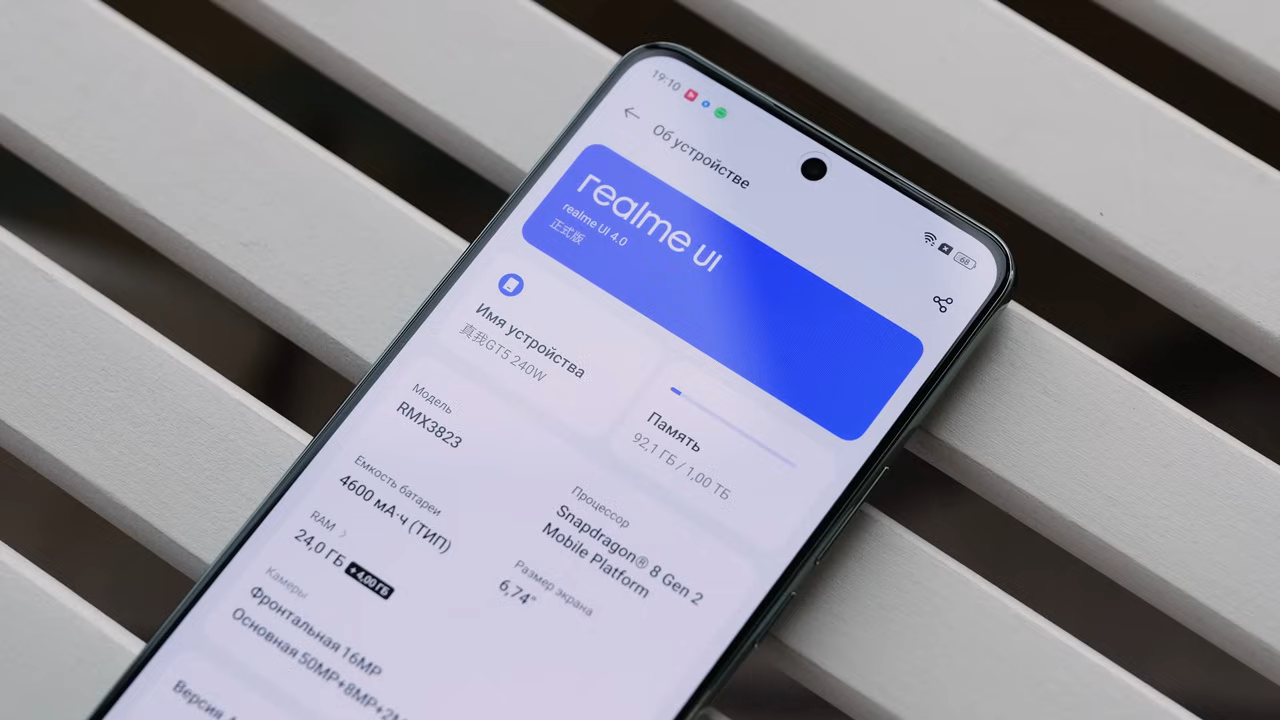 19:10
68
Об устройстве
realme UI
realme UI 4.0
正式版
Имя устройства
真我GT5 240W
Память
92,1 ГБ / 1,00 ТБ
Модель
RMX3823
Емкость батареи
4600 мА·ч (ТИП)
Процессор
Snapdragon® 8 Gen 2
Mobile Platform
RAM
24,0 ГБ + 4,00 ГБ
Размер экрана
6,74"
Камеры
Фронтальная 16MP
Основная 50MP+8MP+2M
Версия